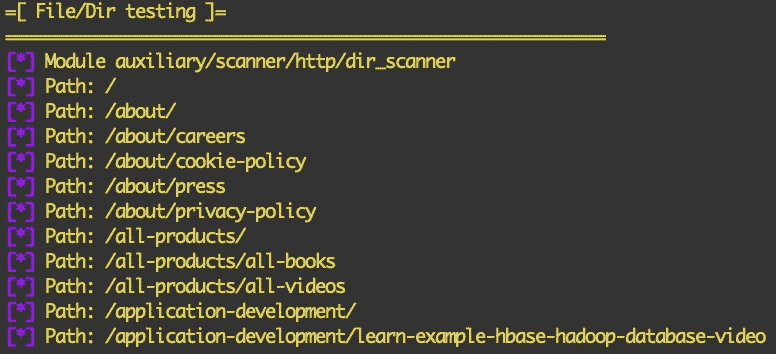 =[ File/Dir testing ]=
============================================================
[*] Module auxiliary/scanner/http/dir_scanner
[*] Path: /
[*] Path: /about/
[*] Path: /about/careers
[*] Path: /about/cookie-policy
[*] Path: /about/press
[*] Path: /about/privacy-policy
[*] Path: /all-products/
[*] Path: /all-products/all-books
[*] Path: /all-products/all-videos
[*] Path: /application-development/
[*] Path: /application-development/learn-example-hbase-hadoop-database-video